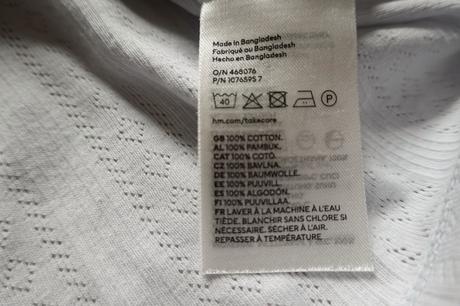 Made in Bangladesh
Fabriqué au Bangladesh
Hecho en Bangladesh
O/N 468076
P/N 1076595 7
40
P
hm.com/takecare
GB 100% COTTON.
AL 100% PAMBUK.
CAT 100% COTÓ.
CZ 100% BAVLNA.
DE 100% BAUMWOLLE.
EE 100% PUUVILL.
ES 100% ALGODÓN.
FI 100% PUUVILLAA.
FR LAVER À LA MACHINE À L'EAU
TIÈDE. BLANCHIR SANS CHLORE SI
NÉCESSAIRE. SÉCHER À L'AIR.
REPASSER À TEMPÉRATURE